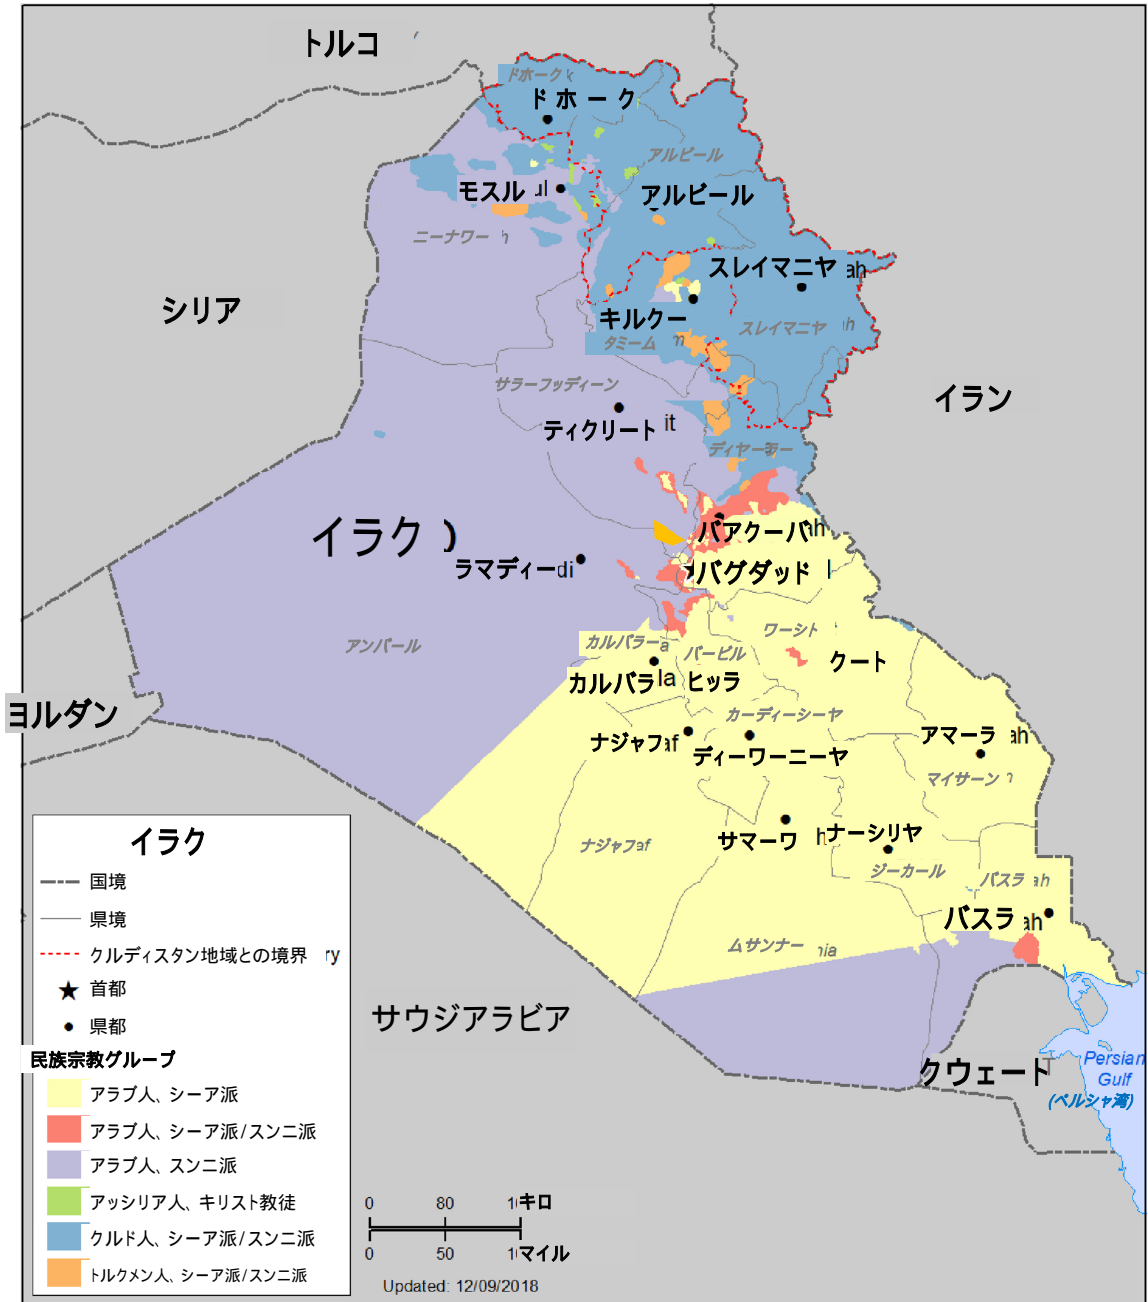 トルコ
ドホーク k
ドホーク
アルビール
モスル ul
アルビール
ニーナワー h
スレイマニヤ ah
シリア
キルクー
スレイマニヤ ah
タミーム m
サラーフッディーン
イラン
ティクリート it
ディヤーラー
イラク
バアクーバ ah
ラマディー di
バグダッド
アンバール
カルバラー a
バービル
ワーシト
クート
カルバラ la
ヒッラ
カーディーシーヤ
ヨルダン
ナジャフ af
ディーワーニーヤ
アマーラ ah
マイサーン
サマーワ h
ナーシリヤ
ナジャフ af
ジーカール
バスラ ah
バスラ ah
ムサンナー nia
サウジアラビア
クウェート
Persian
Gulf
(ペルシャ湾)
イラク
国境
県境
クルディスタン地域との境界 ry
首都
県都
民族宗教グループ
アラブ人、シーア派
アラブ人、シーア派/スンニ派
アラブ人、スンニ派
アッシリア人、キリスト教徒
クルド人、シーア派/スンニ派
トルクメン人、シーア派/スンニ派
0 80 キロ
0 50 マイル
Updated: 12/09/2018